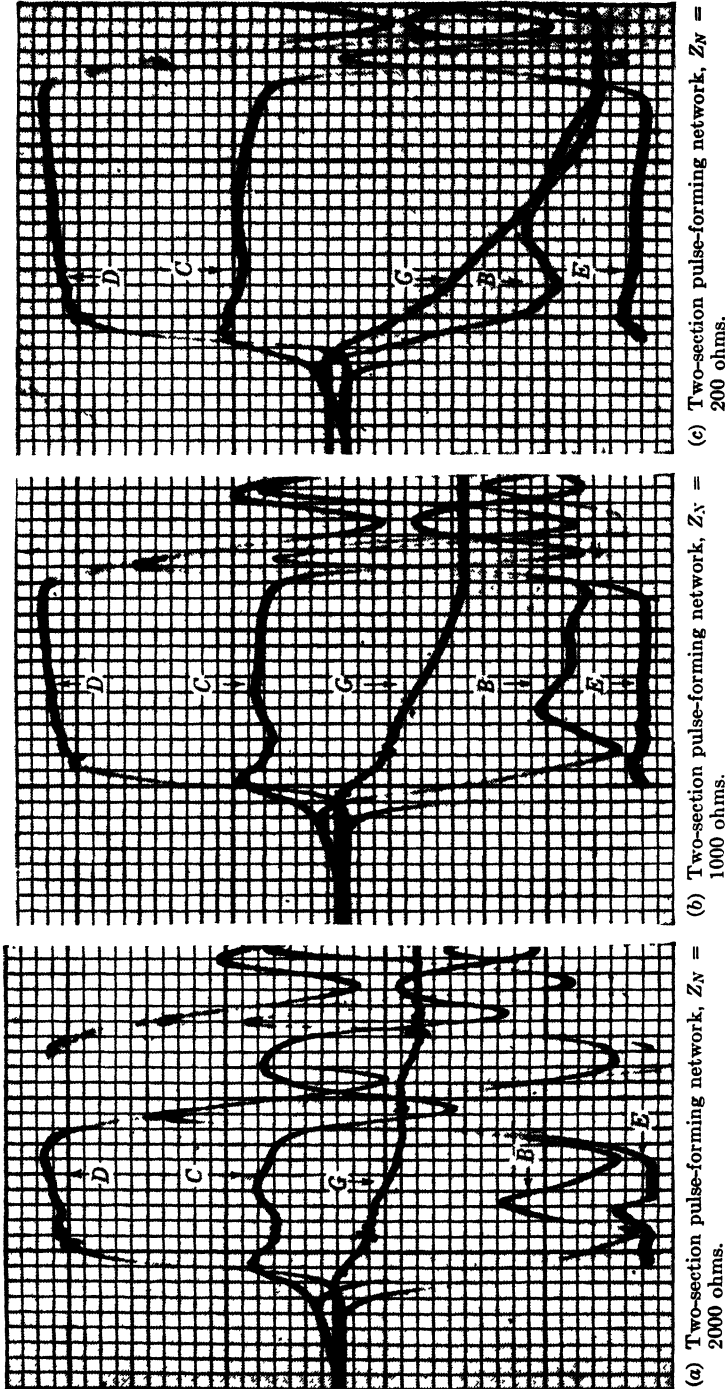 D
C
G
B
E
(a) Two-section pulse-forming network, Z_N =
2000 ohms.
D
C
G
B
E
(b) Two-section pulse-forming network, Z_N =
1000 ohms.
D
C
G
B
E
(c) Two-section pulse-forming network, Z_N =
200 ohms.